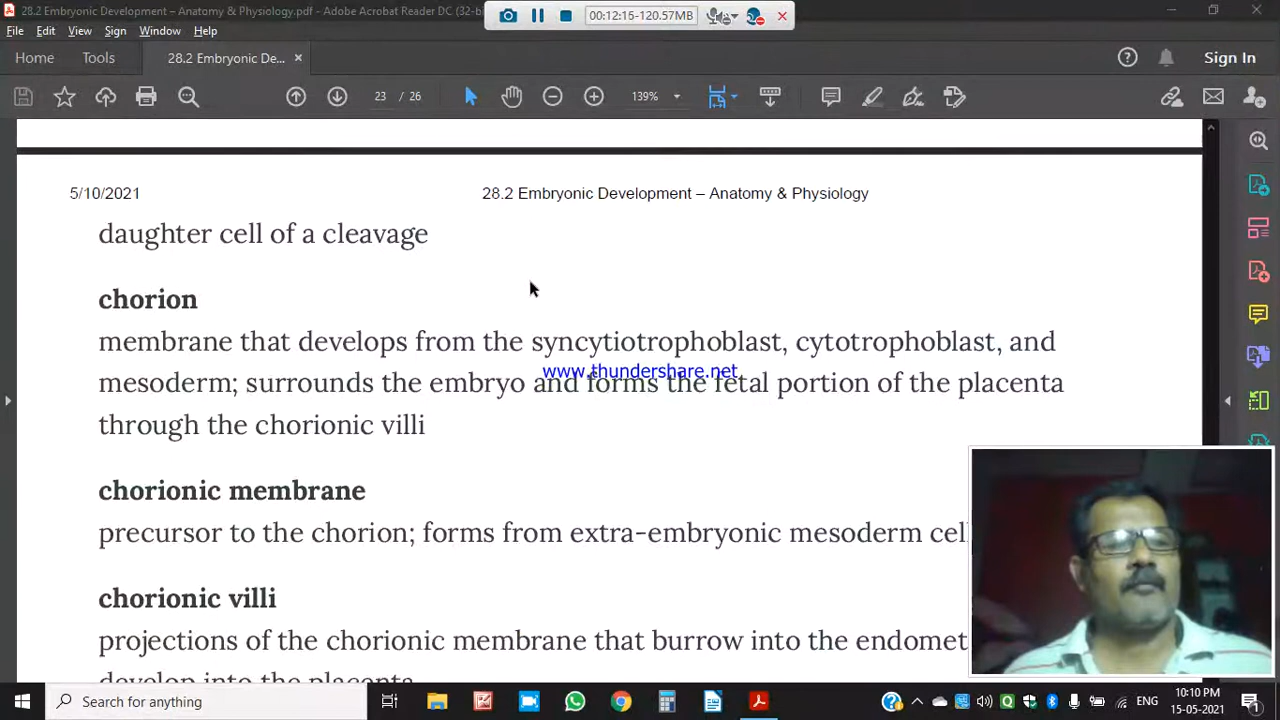 28.2 Embryonic Development – Anatomy & Physiology.pdf - Adobe Acrobat Reader DC (32-b
00:12:15-120.57MB
File Edit View Sign Window Help
Home Tools 28.2 Embryonic De... × Sign In
23 / 26 139%
5/10/2021 28.2 Embryonic Development – Anatomy & Physiology
daughter cell of a cleavage
chorion
membrane that develops from the syncytiotrophoblast, cytotrophoblast, and
www.thundershare.net
mesoderm; surrounds the embryo and forms the fetal portion of the placenta
through the chorionic villi
chorionic membrane
precursor to the chorion; forms from extra-embryonic mesoderm cell
chorionic villi
projections of the chorionic membrane that burrow into the endomet
develop into the placenta
Search for anything
ENG
10:10 PM
15-05-2021